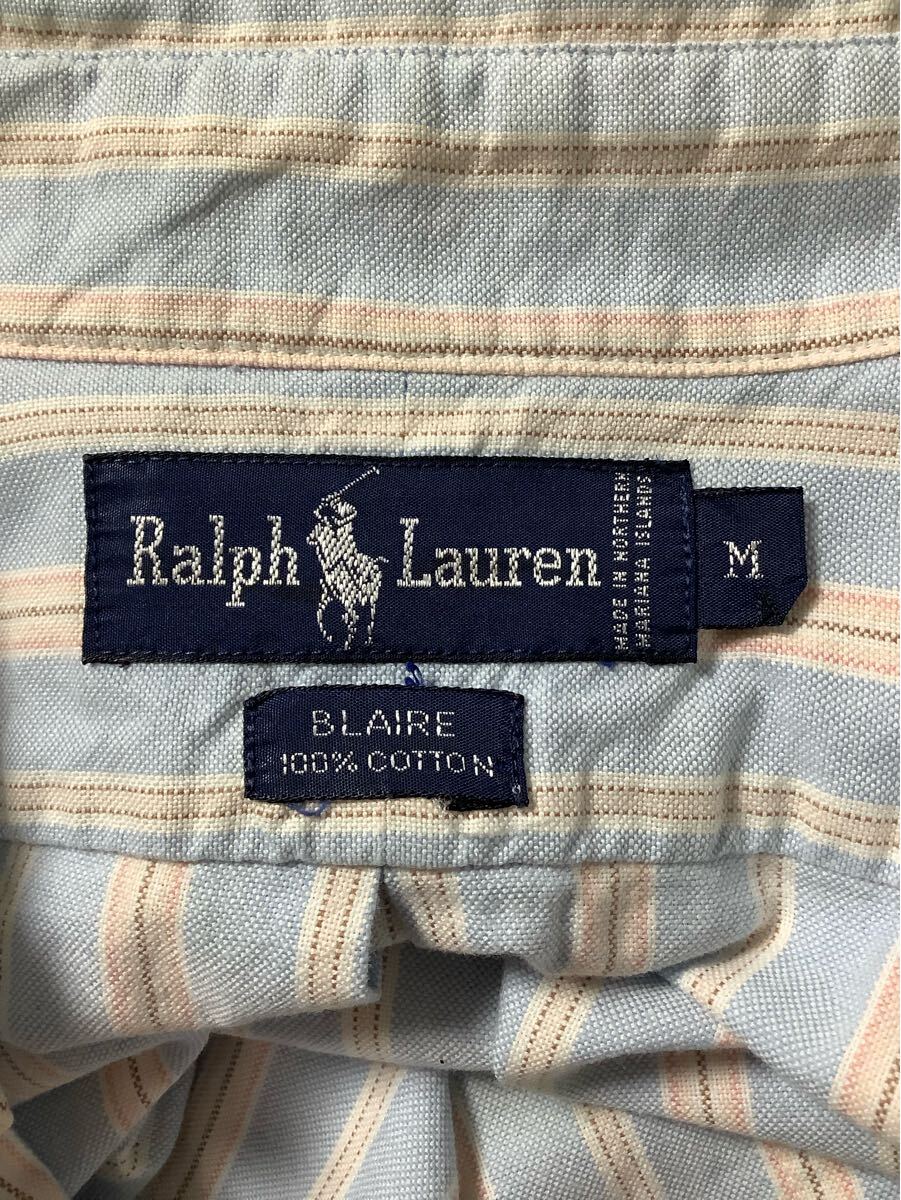 Ralph Lauren
MADE IN NORTHERN
MARIANA ISLANDS
M
BLAIRE
100% COTTON